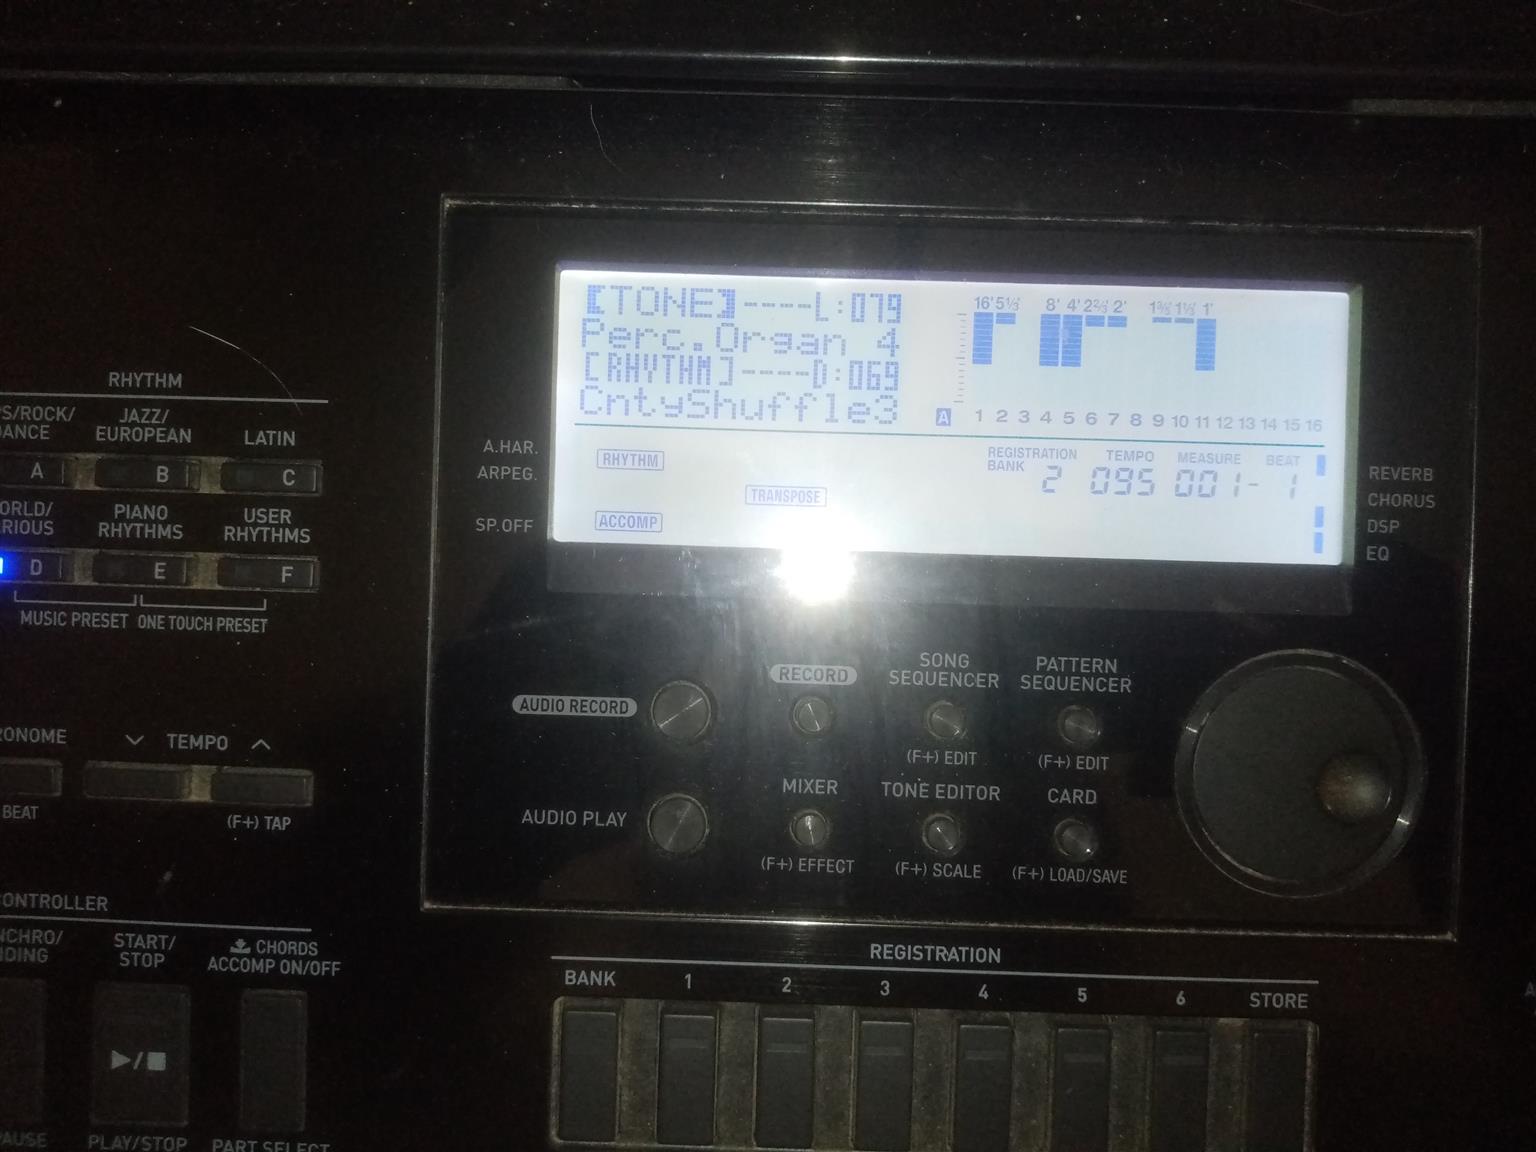 [TONE]----L:079
Perc.Organ 4
[RHYTHM]----D:069
CntyShuffle3
16' 5⅓' 8' 4' 2⅔' 2' 1⅗' 1⅓' 1'
A 1 2 3 4 5 6 7 8 9 10 11 12 13 14 15 16
RHYTHM
TRANSPOSE
ACCOMP
REGISTRATION BANK 2
TEMPO 095
MEASURE 001-
BEAT 1
A.HAR.
ARPEG.
SP.OFF
REVERB
CHORUS
DSP
EQ
RHYTHM
JAZZ/
EUROPEAN
LATIN
A B C
PIANO
RHYTHMS
USER
RHYTHMS
D E F
MUSIC PRESET
ONE TOUCH PRESET
TEMPO
BEAT
(F+) TAP
START/
STOP
CHORDS
ACCOMP ON/OFF
PLAY/STOP
PART SELECT
AUDIO RECORD
RECORD
SONG
SEQUENCER
PATTERN
SEQUENCER
(F+) EDIT
(F+) EDIT
AUDIO PLAY
MIXER
TONE EDITOR
CARD
(F+) EFFECT
(F+) SCALE
(F+) LOAD/SAVE
REGISTRATION
BANK 1 2 3 4 5 6 STORE